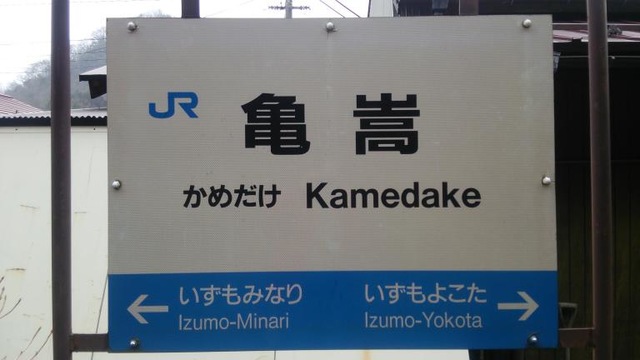 JR 亀嵩
かめだけ Kamedake
← いずもみなり いずもよこた →
Izumo-Minari Izumo-Yokota